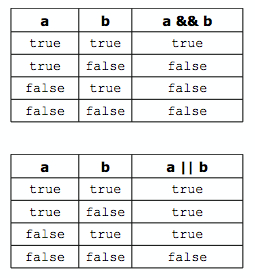 a b a && b
true true true
true false false
false true false
false false false
a b a || b
true true true
true false true
false true true
false false false